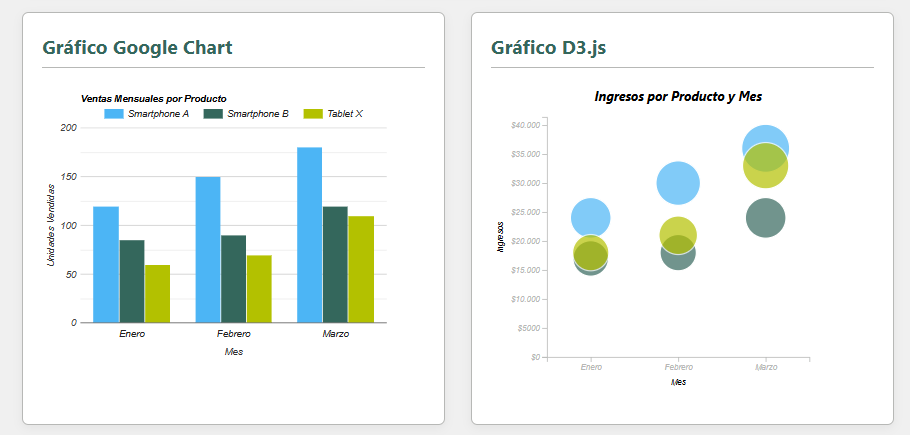 Gráfico Google Chart
Ventas Mensuales por Producto
Smartphone A Smartphone B Tablet X
200
150
100
50
0
Unidades Vendidas
Enero Febrero Marzo
Mes
Gráfico D3.js
Ingresos por Producto y Mes
$40.000
$35.000
$30.000
$25.000
$20.000
$15.000
$10.000
$5000
$0
Ingresos
Enero Febrero Marzo
Mes